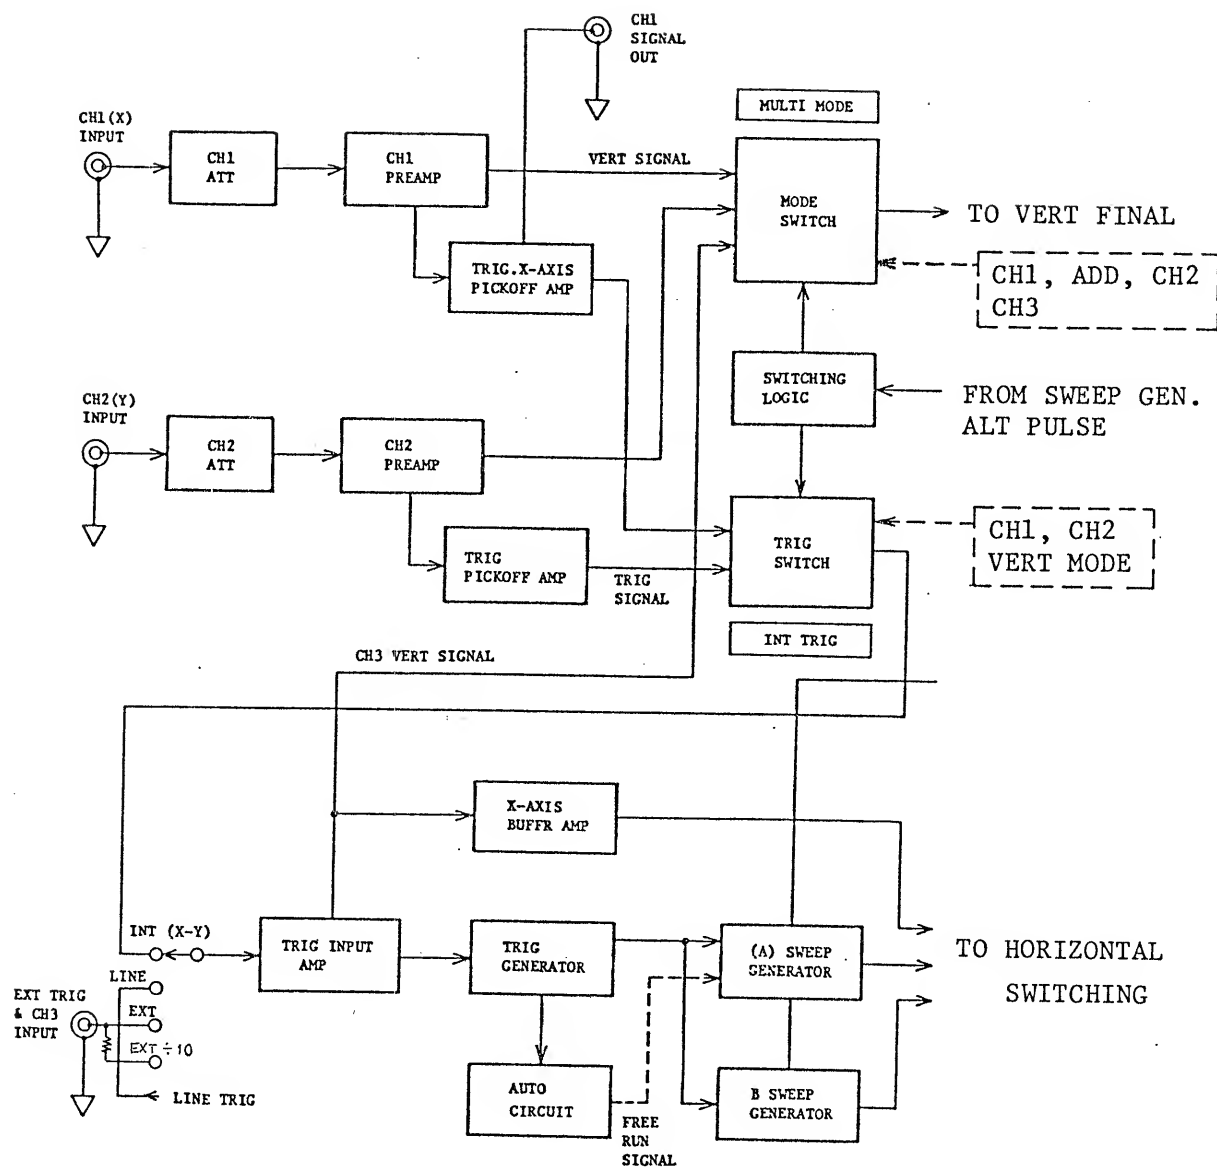 CH1
SIGNAL
OUT
MULTI MODE
CH1(X)
INPUT
CH1
ATT
CH1
PREAMP
VERT SIGNAL
MODE
SWITCH
TO VERT FINAL
TRIG.X-AXIS
PICKOFF AMP
CH1, ADD, CH2
CH3
SWITCHING
LOGIC
FROM SWEEP GEN.
ALT PULSE
CH2(Y)
INPUT
CH2
ATT
CH2
PREAMP
TRIG
PICKOFF AMP
TRIG
SIGNAL
TRIG
SWITCH
CH1, CH2
VERT MODE
INT TRIG
CH3 VERT SIGNAL
X-AXIS
BUFFR AMP
INT (X-Y)
TRIG INPUT
AMP
TRIG
GENERATOR
(A) SWEEP
GENERATOR
TO HORIZONTAL
SWITCHING
LINE
EXT TRIG
& CH3
INPUT
EXT
EXT ÷10
LINE TRIG
AUTO
CIRCUIT
FREE
RUN
SIGNAL
B SWEEP
GENERATOR